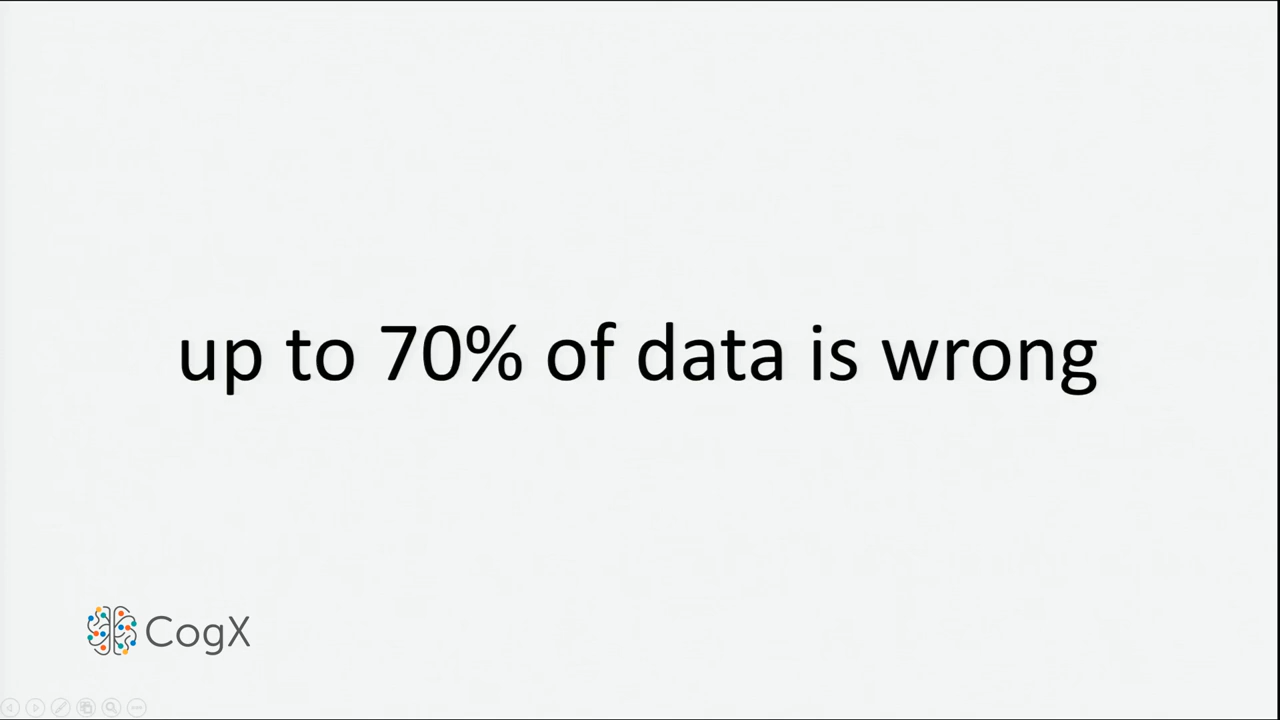 up to 70% of data is wrong
CogX